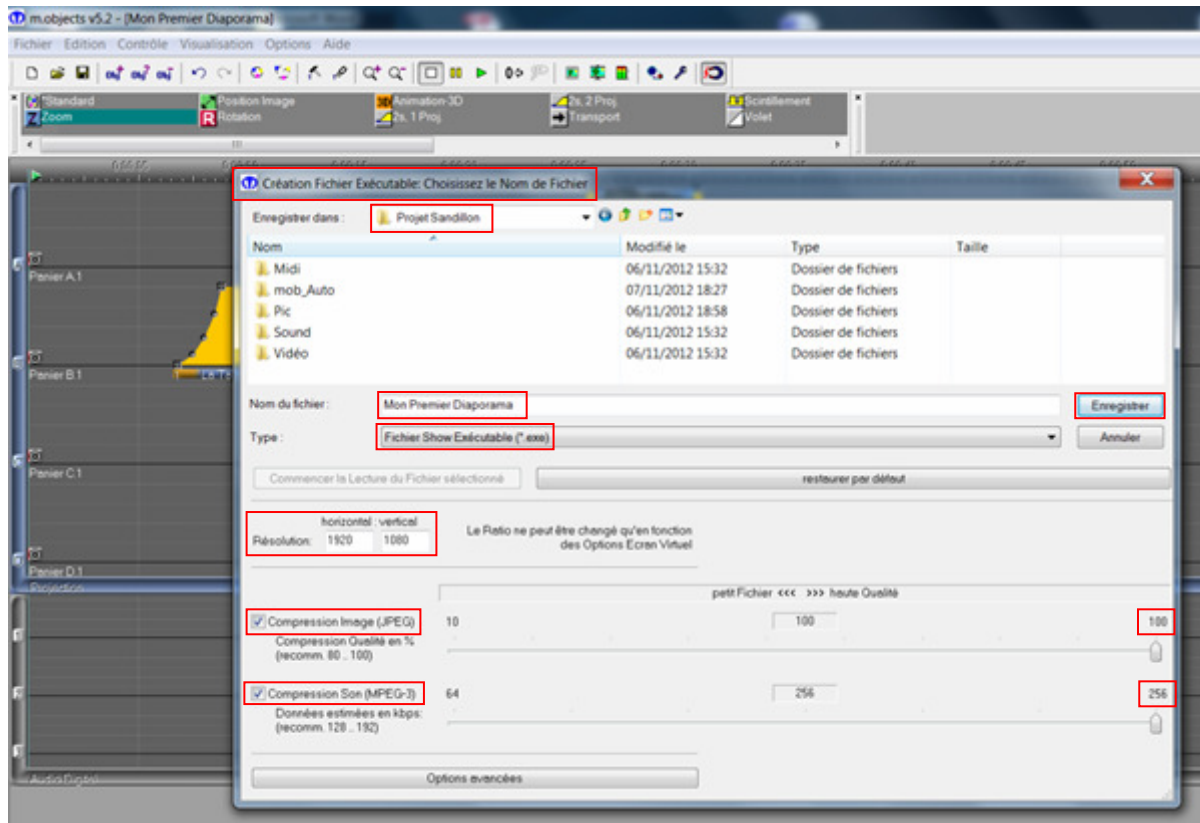 m.objects v5.2 - [Mon Premier Diaporama]
Fichier Edition Contrôle Visualisation Options Aide
*Standard Position Image Animation-3D 2s, 2 Proj. Scintillement
Zoom Rotation 2s, 1 Proj. Transport Volet
Création Fichier Exécutable: Choisissez le Nom de Fichier
Enregistrer dans : Projet Sandillon
Nom Modifié le Type Taille
Midi 06/11/2012 15:32 Dossier de fichiers
mob_Auto 07/11/2012 18:27 Dossier de fichiers
Pic 06/11/2012 18:58 Dossier de fichiers
Sound 06/11/2012 15:32 Dossier de fichiers
Vidéo 06/11/2012 15:32 Dossier de fichiers
Panier A.1
Panier B.1
Nom du fichier : Mon Premier Diaporama Enregistrer
Type : Fichier Show Exécutable (*.exe) Annuler
Panier C.1
Commencer la Lecture du Fichier sélectionné restaurer par défaut
horizontal : vertical
Résolution: 1920 1080
Le Ratio ne peut être changé qu'en fonction
des Options Ecran Virtuel
Panier D.1
Projection
petit Fichier <<< >>> haute Qualité
Compression Image (JPEG) 10 100 100
Compression Qualité en %
(recomm. 80 .. 100)
Compression Son (MPEG-3) 64 256 256
Données estimées en kbps:
(recomm. 128 .. 192)
Options avancées
Audio Digital